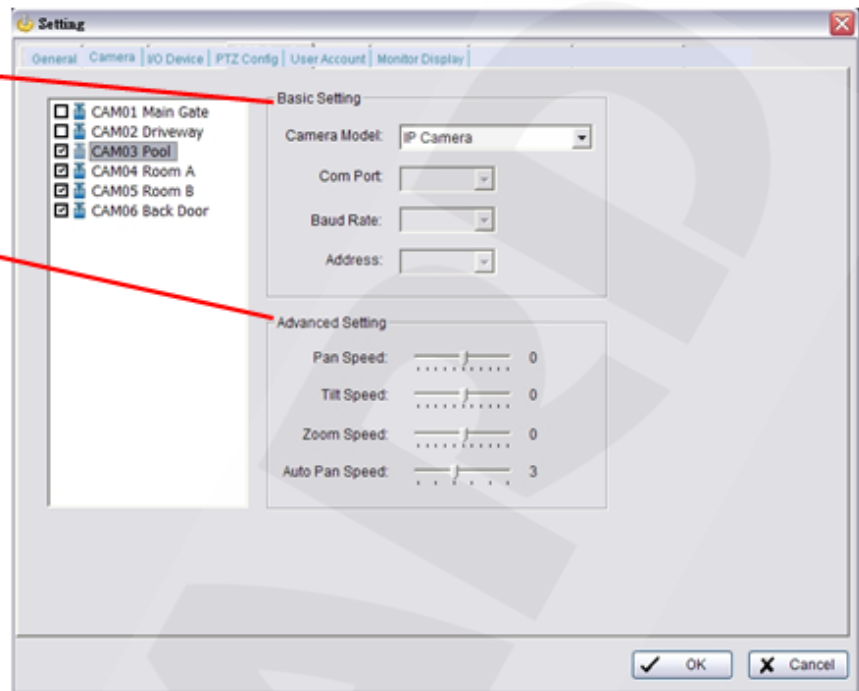 Setting
General Camera I/O Device PTZ Config User Account Monitor Display
CAM01 Main Gate
CAM02 Driveway
CAM03 Pool
CAM04 Room A
CAM05 Room B
CAM06 Back Door
Basic Setting
Camera Model: IP Camera
Com Port:
Baud Rate:
Address:
Advanced Setting
Pan Speed: 0
Tilt Speed: 0
Zoom Speed: 0
Auto Pan Speed: 3
OK Cancel